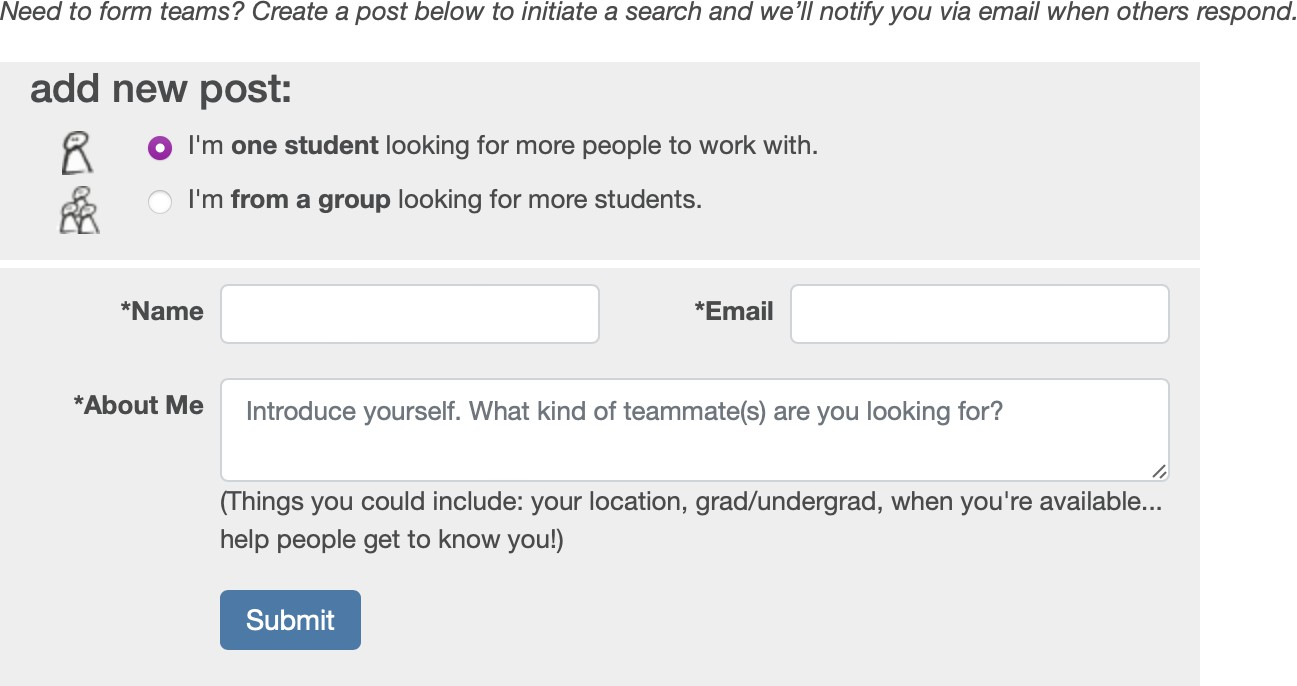 Need to form teams? Create a post below to initiate a search and we’ll notify you via email when others respond.
add new post:
I'm one student looking for more people to work with.
I'm from a group looking for more students.
*Name
*Email
*About Me
Introduce yourself. What kind of teammate(s) are you looking for?
(Things you could include: your location, grad/undergrad, when you're available...
help people get to know you!)
Submit